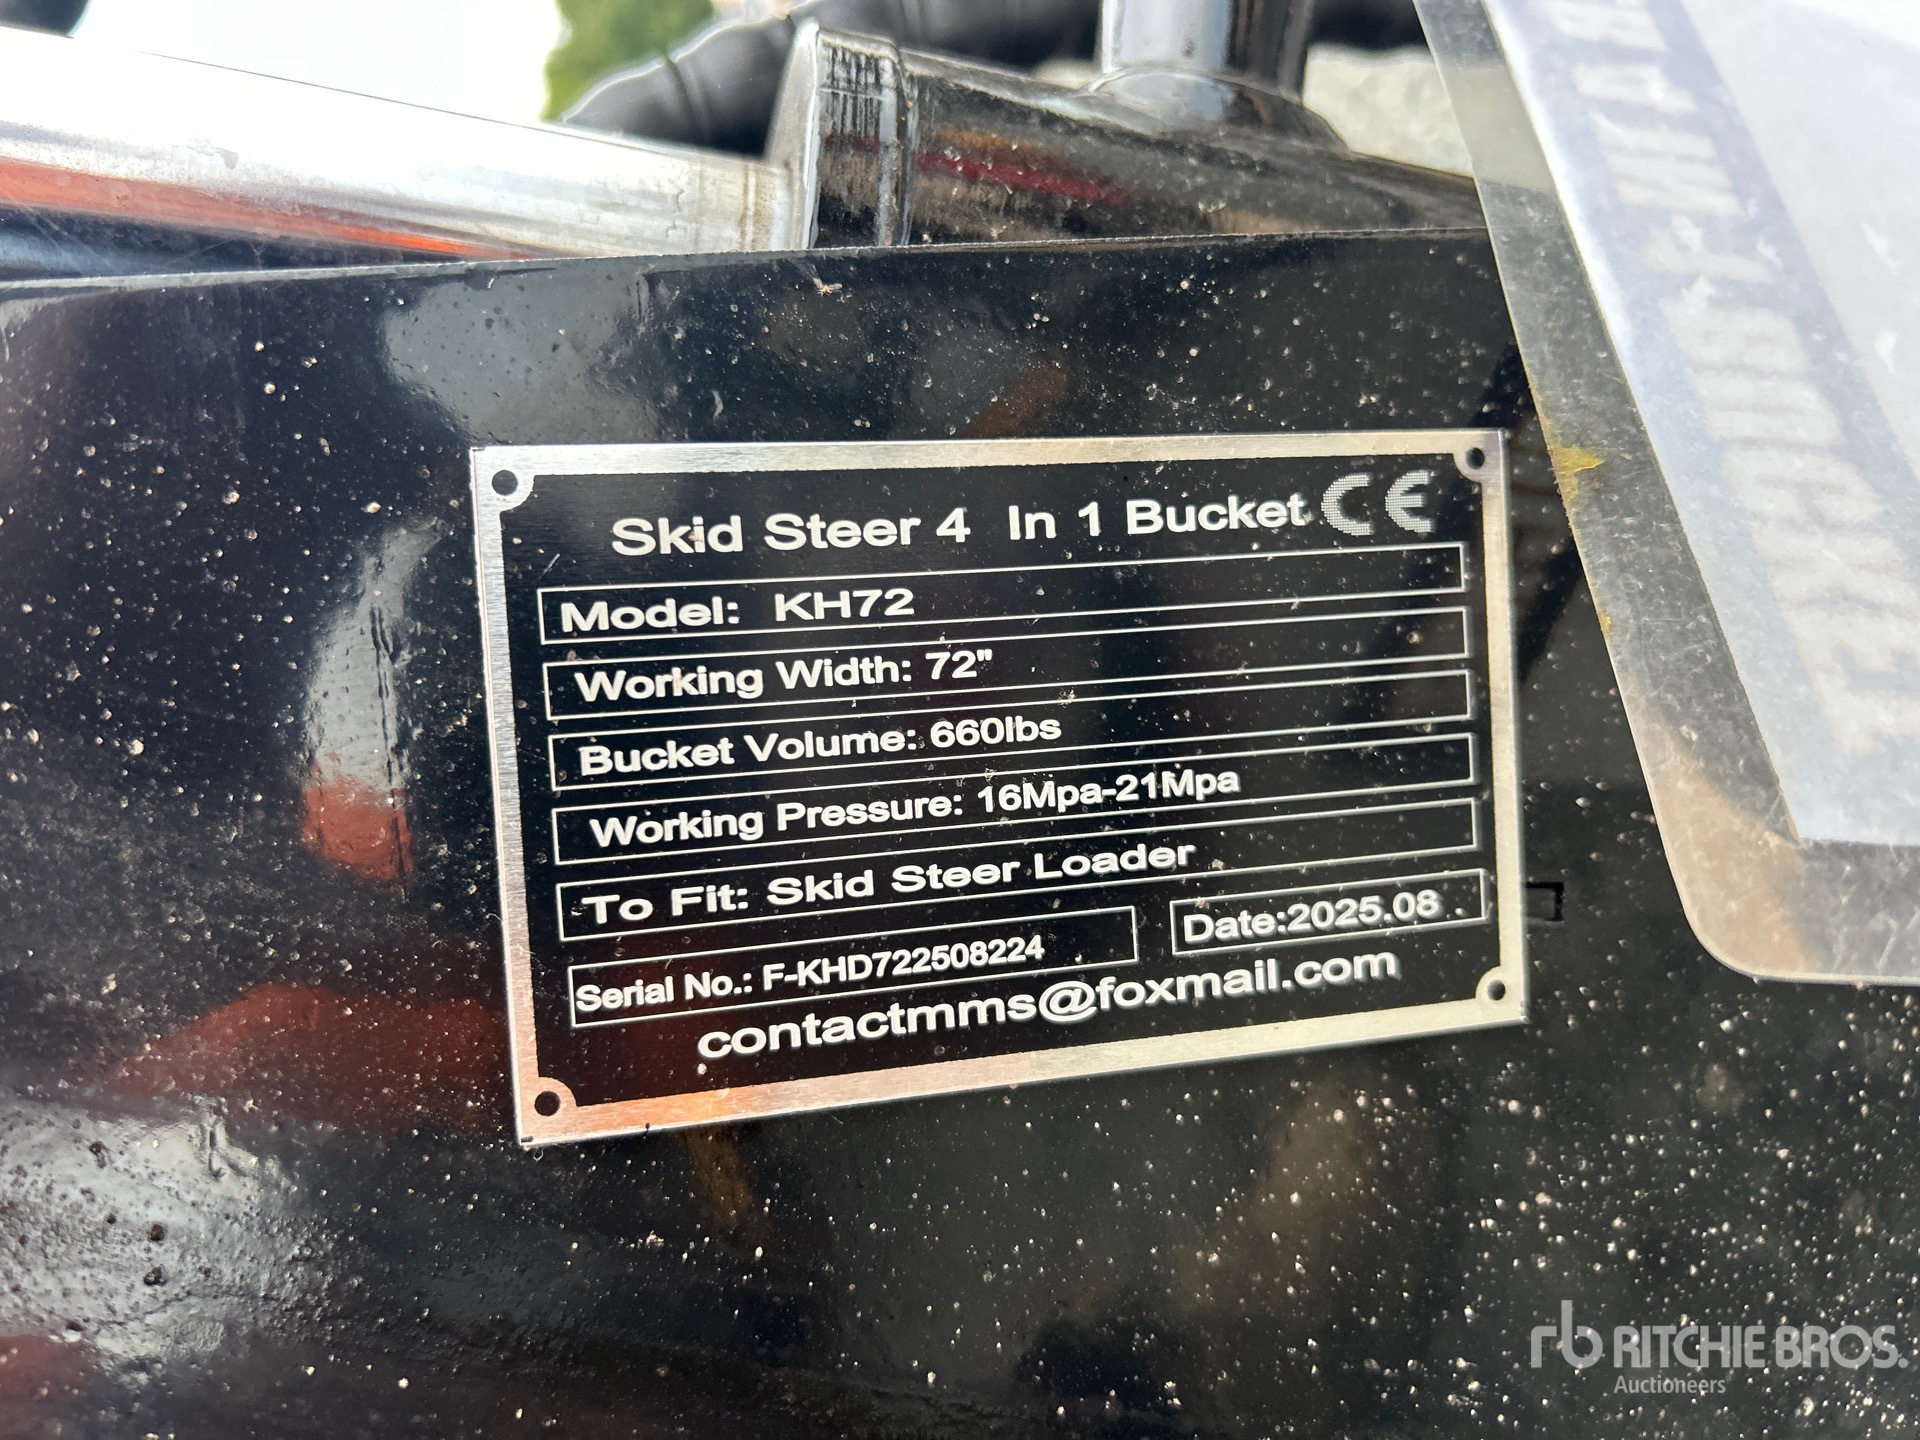 Skid Steer 4 In 1 Bucket CE
Model: KH72
Working Width: 72"
Bucket Volume: 660lbs
Working Pressure: 16Mpa-21Mpa
To Fit: Skid Steer Loader
Serial No.: F-KHD722508224
Date:2025.08
contactmms@foxmail.com
rb RITCHIE BROS.
Auctioneers